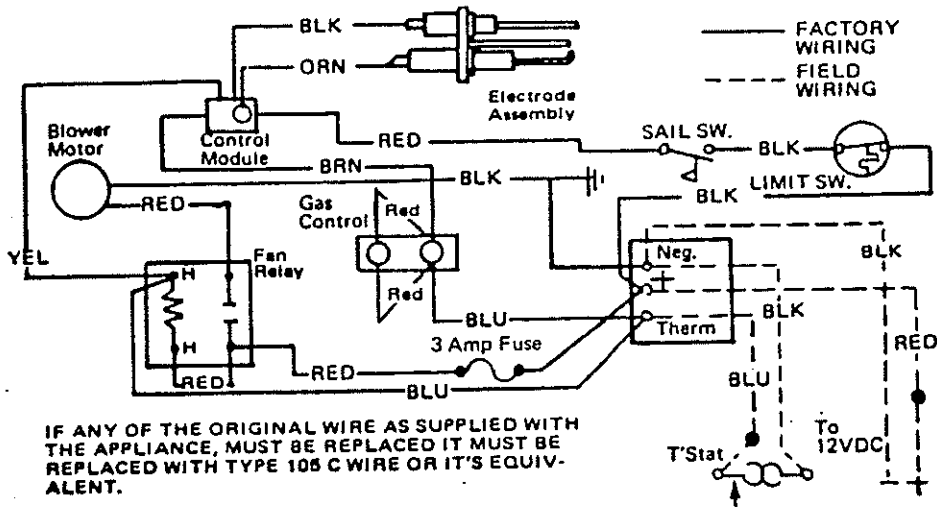 BLK
FACTORY
WIRING
ORN
FIELD
WIRING
Electrode
Assembly
Blower
Motor
Control
Module
RED
SAIL SW.
BLK
BRN
BLK
LIMIT SW.
RED
Gas
Control
Red
BLK
YEL
Fan
Relay
Neg.
BLK
H
+
Red
BLU
Therm
BLK
3 Amp Fuse
RED
H
RED
RED
BLU
BLU
IF ANY OF THE ORIGINAL WIRE AS SUPPLIED WITH
THE APPLIANCE, MUST BE REPLACED IT MUST BE
REPLACED WITH TYPE 105 C WIRE OR IT'S EQUIV-
ALENT.
To
12VDC
T'Stat
- +